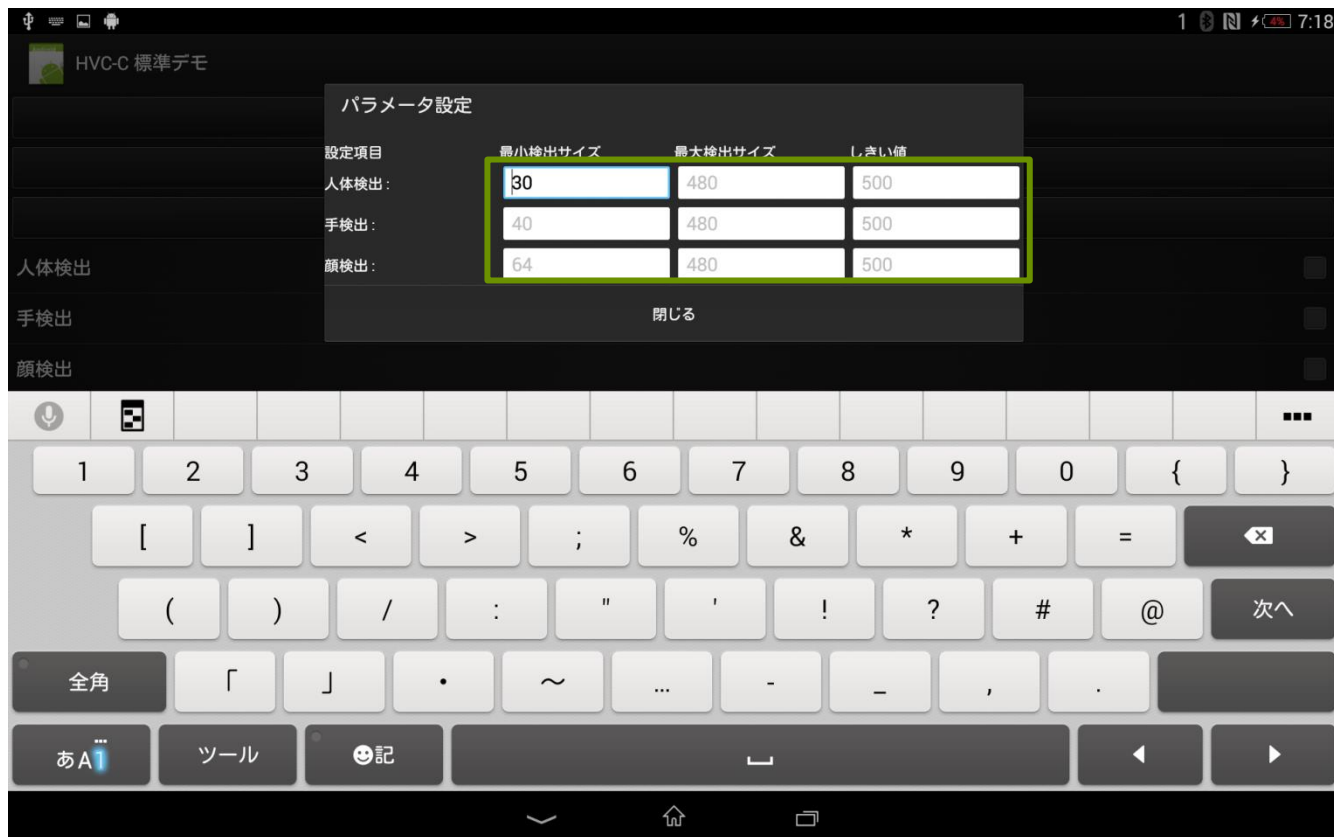 1 4% 7:18
HVC-C 標準デモ
パラメータ設定
設定項目 最小検出サイズ 最大検出サイズ しきい値
人体検出 : 30 480 500
手検出 : 40 480 500
顔検出 : 64 480 500
閉じる
人体検出
手検出
顔検出
1 2 3 4 5 6 7 8 9 0 { }
[ ] < > ; % & * + =
( ) / : " ' ! ? # @ 次へ
全角 「 」 ・ ～ … - _ , .
あA1 ツール 記